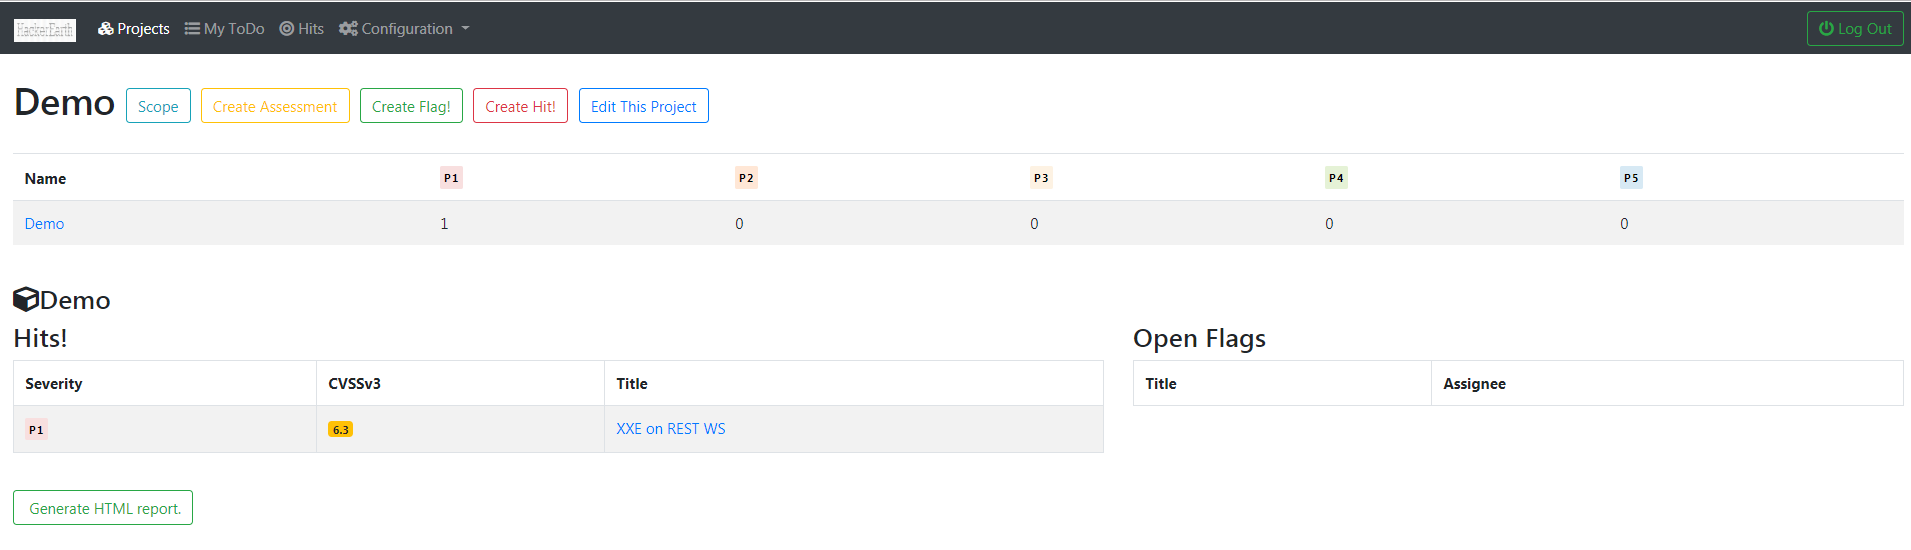 HackerEarth Projects My ToDo Hits Configuration Log Out
Demo Scope Create Assessment Create Flag! Create Hit! Edit This Project
Name P1 P2 P3 P4 P5
Demo 1 0 0 0 0
Demo
Hits!
Severity CVSSv3 Title
P1 6.3 XXE on REST WS
Open Flags
Title Assignee
Generate HTML report.